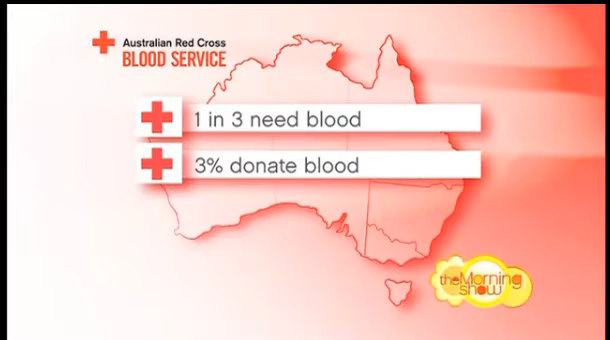 Australian Red Cross
BLOOD SERVICE
1 in 3 need blood
3% donate blood
the Morning
show